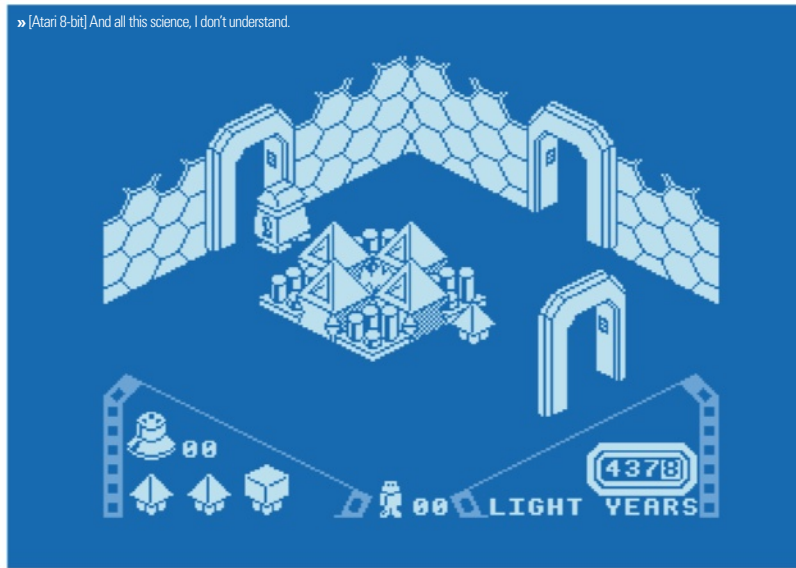 » [Atari 8-bit] And all this science, I don't understand.
00
4378
00 LIGHT YEARS